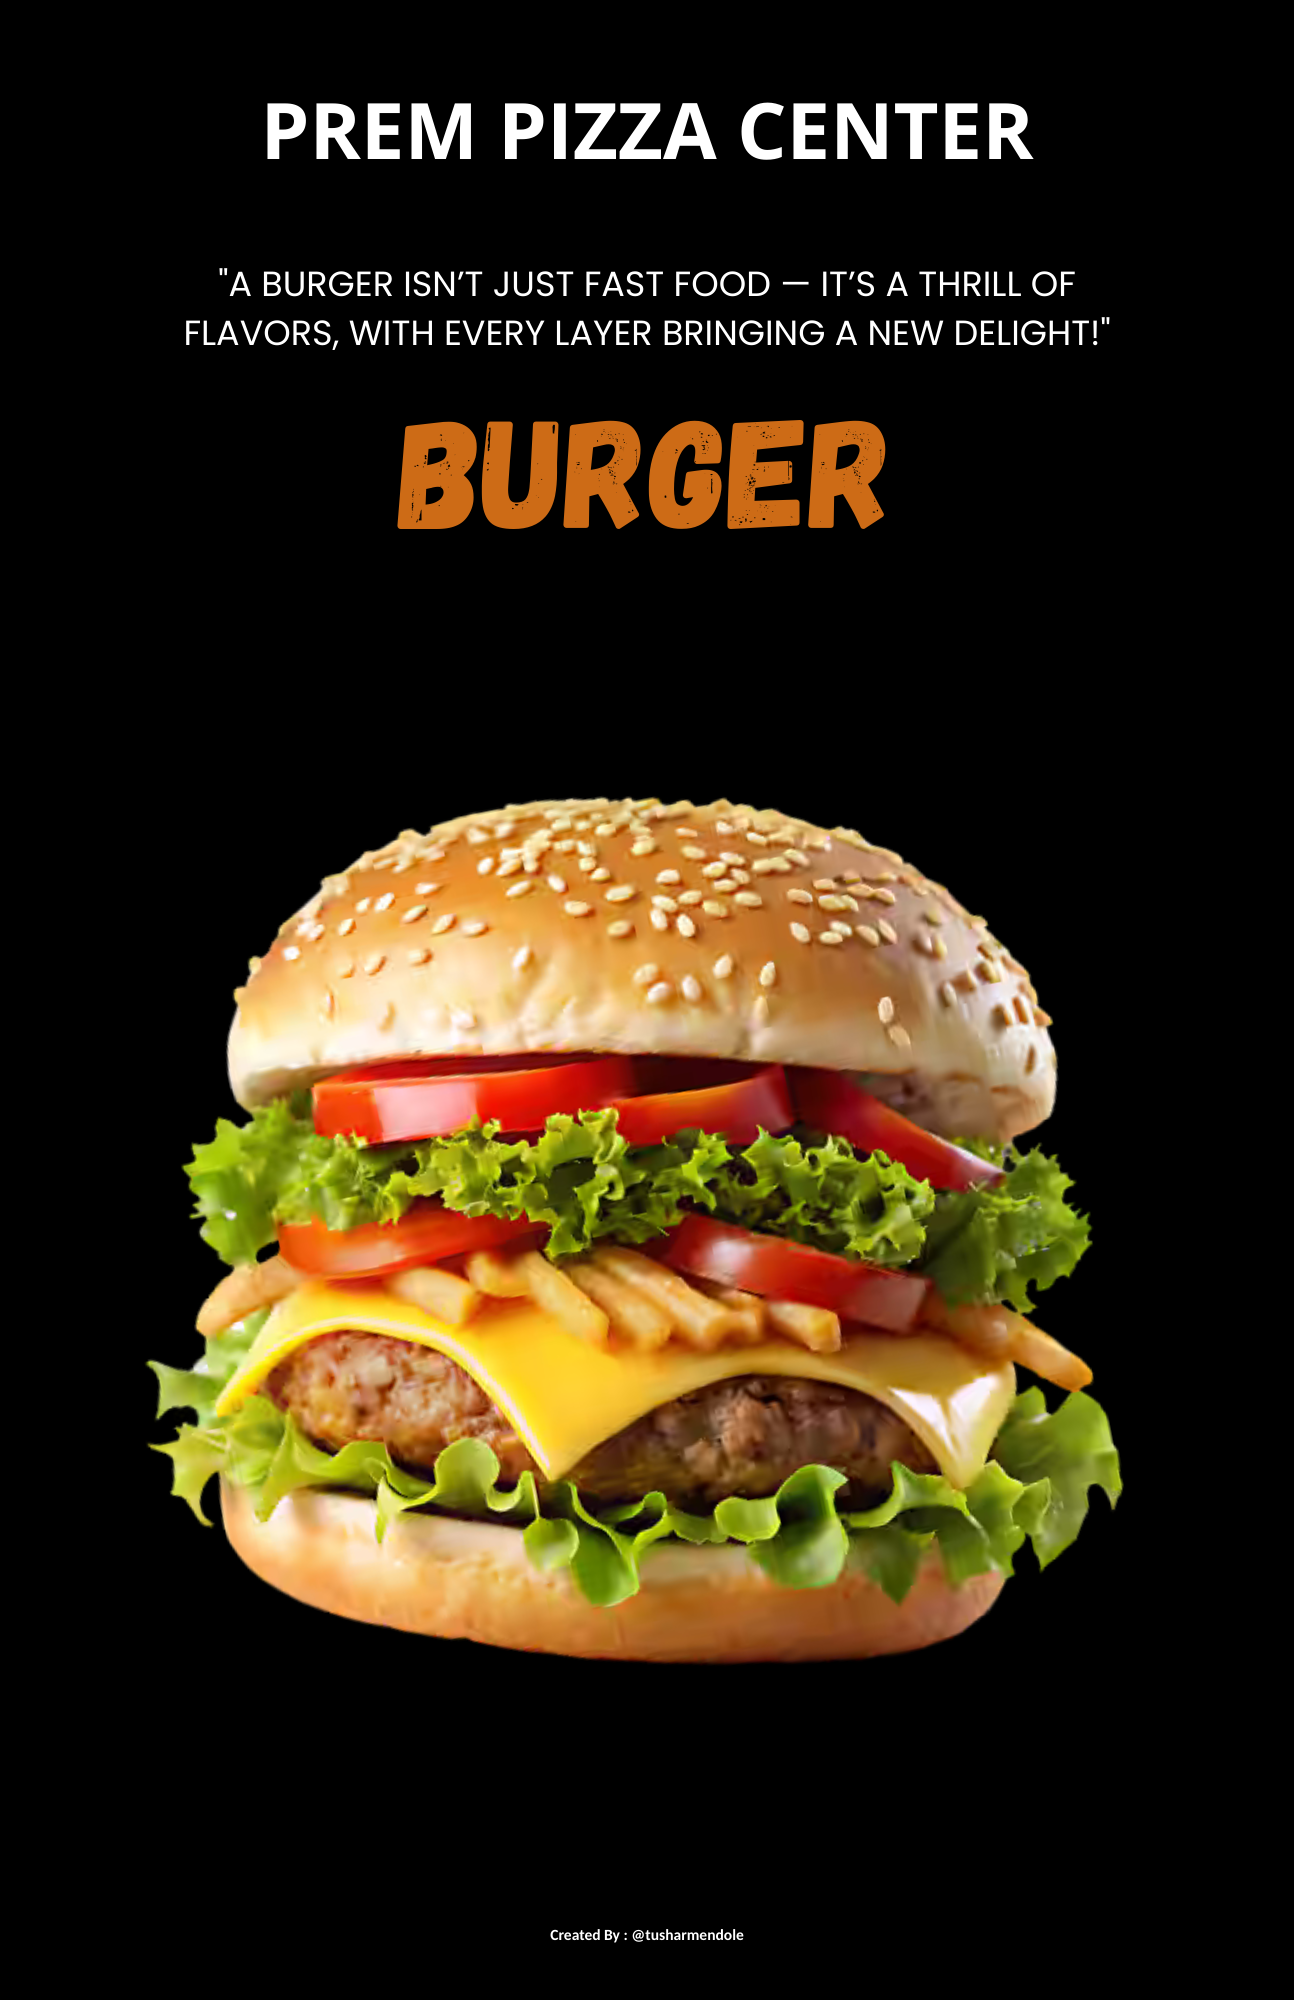 PREM PIZZA CENTER
"A BURGER ISN’T JUST FAST FOOD — IT’S A THRILL OF
FLAVORS, WITH EVERY LAYER BRINGING A NEW DELIGHT!"
BURGER
Created By : @tusharmendole